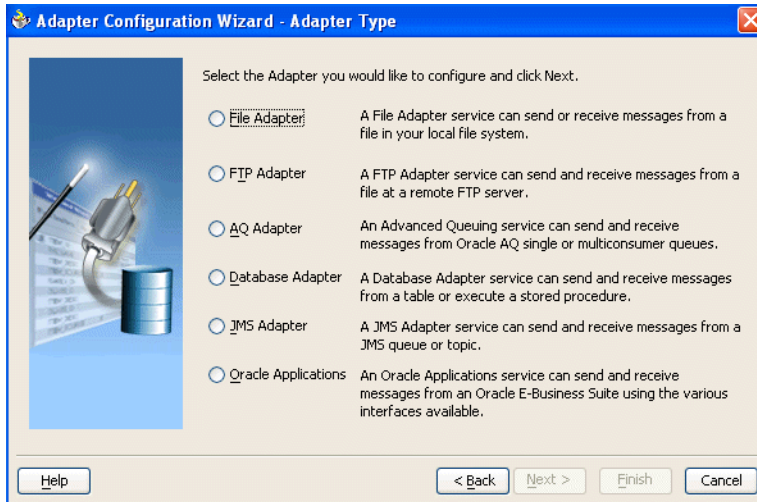 Adapter Configuration Wizard - Adapter Type
Select the Adapter you would like to configure and click Next.
File Adapter
A File Adapter service can send or receive messages from a
file in your local file system.
FTP Adapter
A FTP Adapter service can send and receive messages from a
file at a remote FTP server.
AQ Adapter
An Advanced Queuing service can send and receive
messages from Oracle AQ single or multiconsumer queues.
Database Adapter
A Database Adapter service can send and receive messages
from a table or execute a stored procedure.
JMS Adapter
A JMS Adapter service can send and receive messages from a
JMS queue or topic.
Oracle Applications
An Oracle Applications service can send and receive
messages from an Oracle E-Business Suite using the various
interfaces available.
Help
< Back
Next >
Finish
Cancel